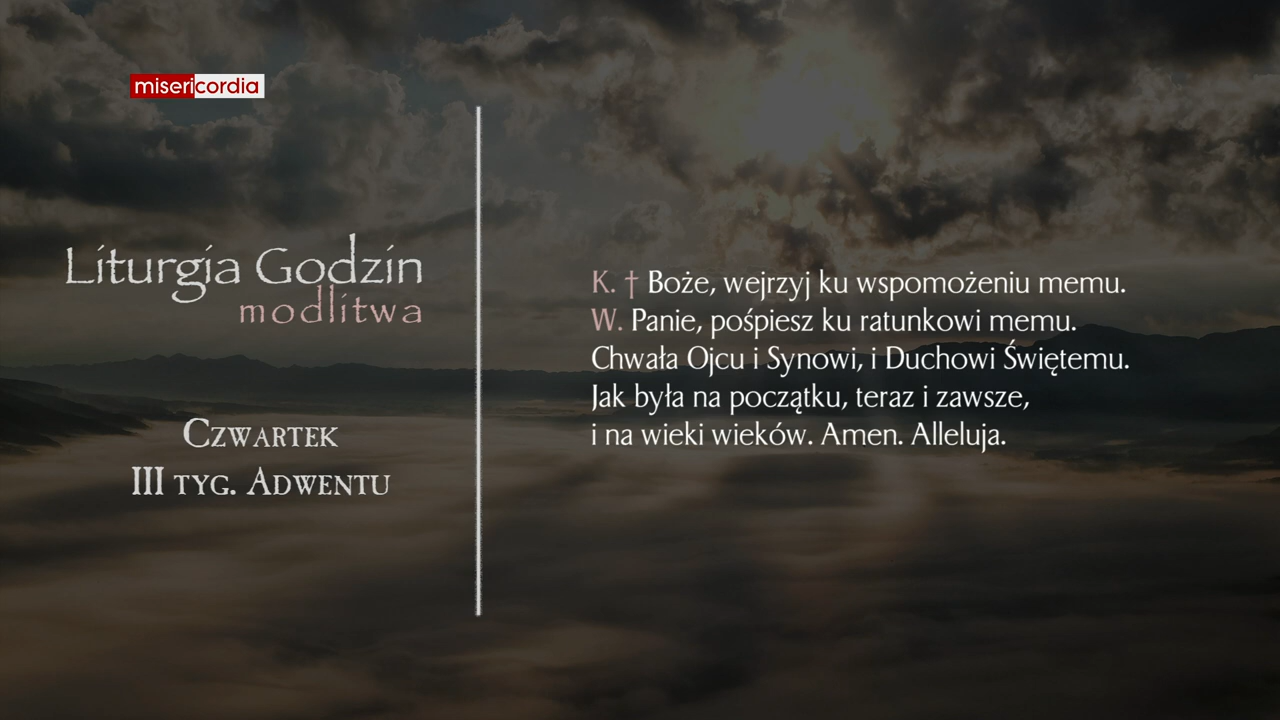 misericordia
Liturgia Godzin
modlitwa
Czwartek
III tyg. Adwentu
K. † Boże, wejrzyj ku wspomożeniu memu.
W. Panie, pośpiesz ku ratunkowi memu.
Chwała Ojcu i Synowi, i Duchowi Świętemu.
Jak była na początku, teraz i zawsze,
i na wieki wieków. Amen. Alleluja.